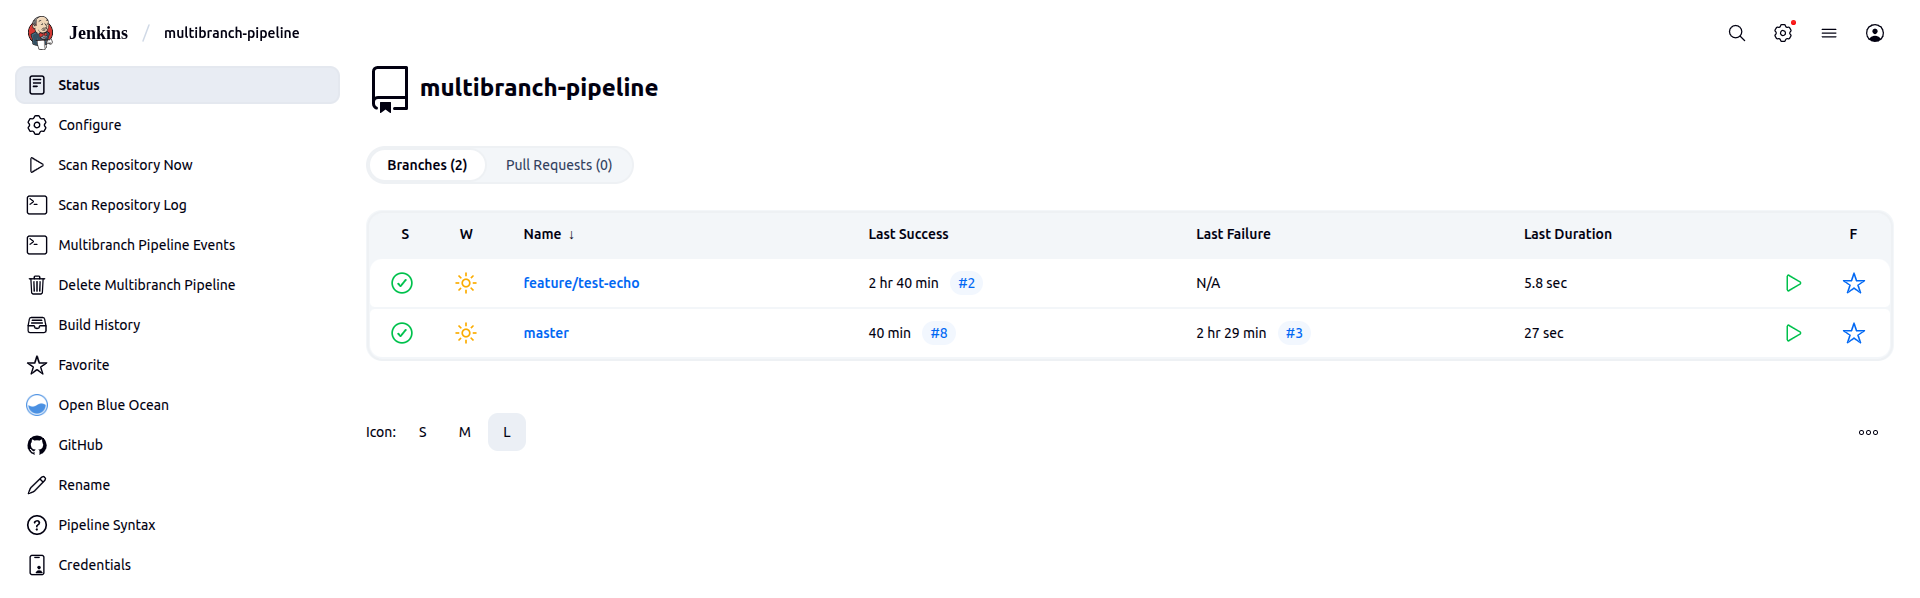 Jenkins / multibranch-pipeline
Status
Configure
Scan Repository Now
Scan Repository Log
Multibranch Pipeline Events
Delete Multibranch Pipeline
Build History
Favorite
Open Blue Ocean
GitHub
Rename
Pipeline Syntax
Credentials
multibranch-pipeline
Branches (2) Pull Requests (0)
S W Name ↓ Last Success Last Failure Last Duration F
feature/test-echo 2 hr 40 min #2 N/A 5.8 sec
master 40 min #8 2 hr 29 min #3 27 sec
Icon: S M L